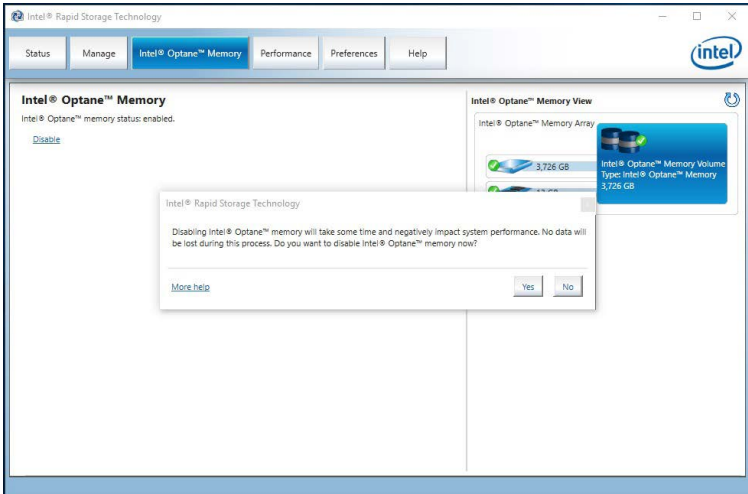 Intel® Rapid Storage Technology
Status
Manage
Intel® Optane™ Memory
Performance
Preferences
Help
intel
Intel® Optane™ Memory
Intel® Optane™ memory status: enabled.
Disable
Intel® Optane™ Memory View
Intel® Optane™ Memory Array
3,726 GB
Intel® Optane™ Memory Volume
Type: Intel® Optane™ Memory
3,726 GB
Intel® Rapid Storage Technology
Disabling Intel® Optane™ memory will take some time and negatively impact system performance. No data will
be lost during this process. Do you want to disable Intel® Optane™ memory now?
More help
Yes
No